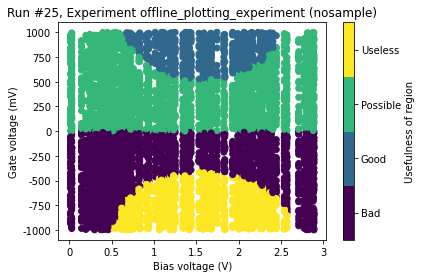 Run #25, Experiment offline_plotting_experiment (nosample)
1000
750
500
250
0
-250
-500
-750
-1000
Gate voltage (mV)
0
0.5
1
1.5
2
2.5
3.03
Bias voltage (V)
Useless
Possible
Good
Bad
Usefulness of region